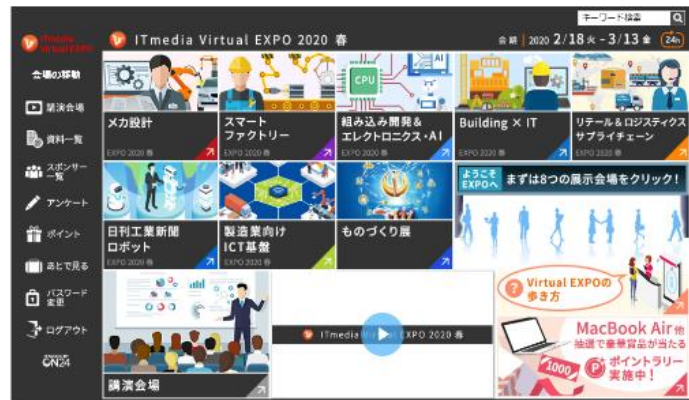 キーワード検索
ITmedia
Virtual EXPO
ITmedia Virtual EXPO 2020 春
会期 2020 2/18 火 - 3/13 金 24h
会場の移動
講演会場
資料一覧
スポンサー
一覧
アンケート
ポイント
あとで見る
パスワード
変更
ログアウト
ON24
メカ設計
EXPO 2020 春
スマート
ファクトリー
EXPO 2020 春
CPU
AI
組み込み開発&
エレクトロニクス・AI
EXPO 2020 春
Building × IT
EXPO 2020 春
リテール&ロジスティクス
サプライチェーン
EXPO 2020 春
日刊工業新聞
ロボット
EXPO 2020 春
製造業向け
ICT基盤
EXPO 2020 春
ものづくり展
EXPO 2020 春
ようこそ
EXPOへ
まずは8つの展示会場をクリック!
? Virtual EXPOの
歩き方
講演会場
ITmedia Virtual EXPO 2020 春
MacBook Air他
抽選で豪華賞品が当たる
1000
P ポイントラリー
実施中!